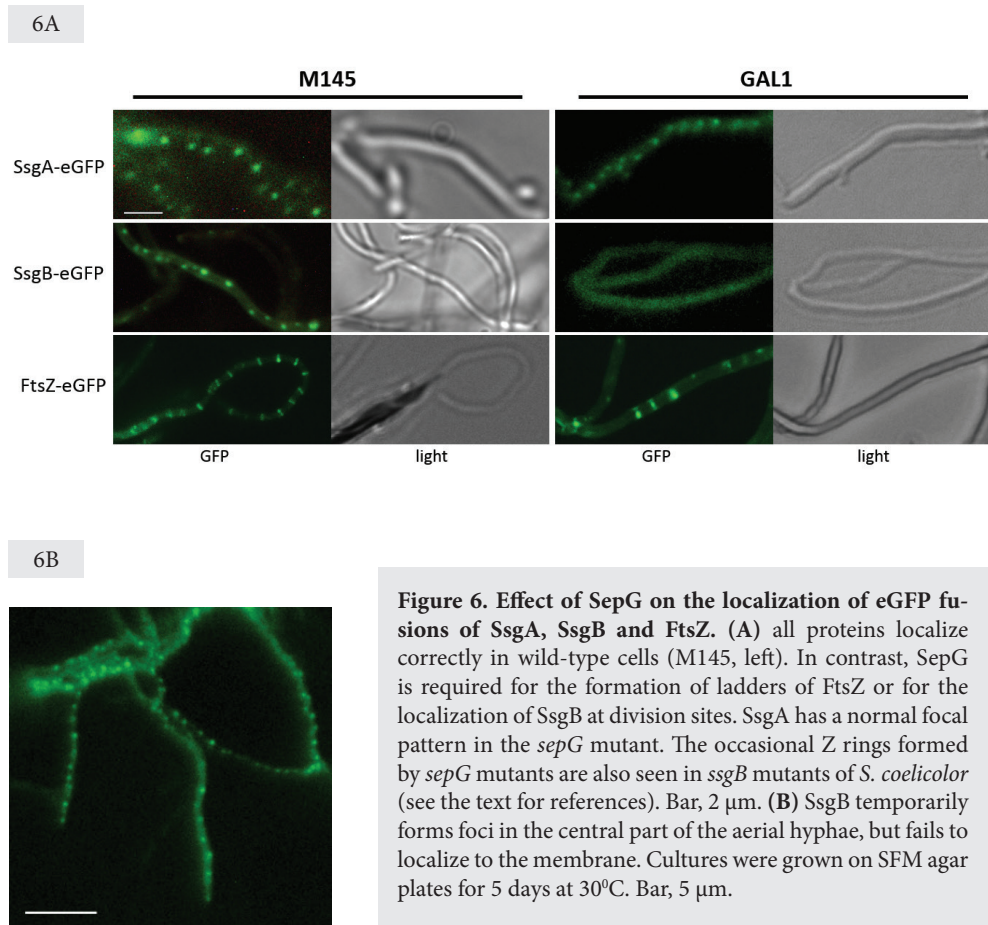 6A
M145 GAL1
SsgA-eGFP
SsgB-eGFP
FtsZ-eGFP
GFP light GFP light
6B
Figure 6. Effect of SepG on the localization of eGFP fu-
sions of SsgA, SsgB and FtsZ. (A) all proteins localize
correctly in wild-type cells (M145, left). In contrast, SepG
is required for the formation of ladders of FtsZ or for the
localization of SsgB at division sites. SsgA has a normal focal
pattern in the sepG mutant. The occasional Z rings formed
by sepG mutants are also seen in ssgB mutants of S. coelicolor
(see the text for references). Bar, 2 µm. (B) SsgB temporarily
forms foci in the central part of the aerial hyphae, but fails to
localize to the membrane. Cultures were grown on SFM agar
plates for 5 days at 30⁰C. Bar, 5 µm.